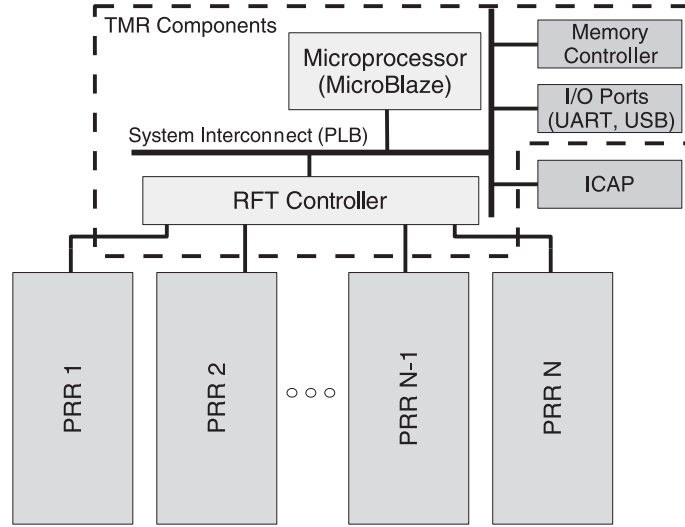 TMR Components
Microprocessor
(MicroBlaze)
Memory
Controller
I/O Ports
(UART, USB)
System Interconnect (PLB)
ICAP
RFT Controller
PRR 1
PRR 2
PRR N-1
PRR N